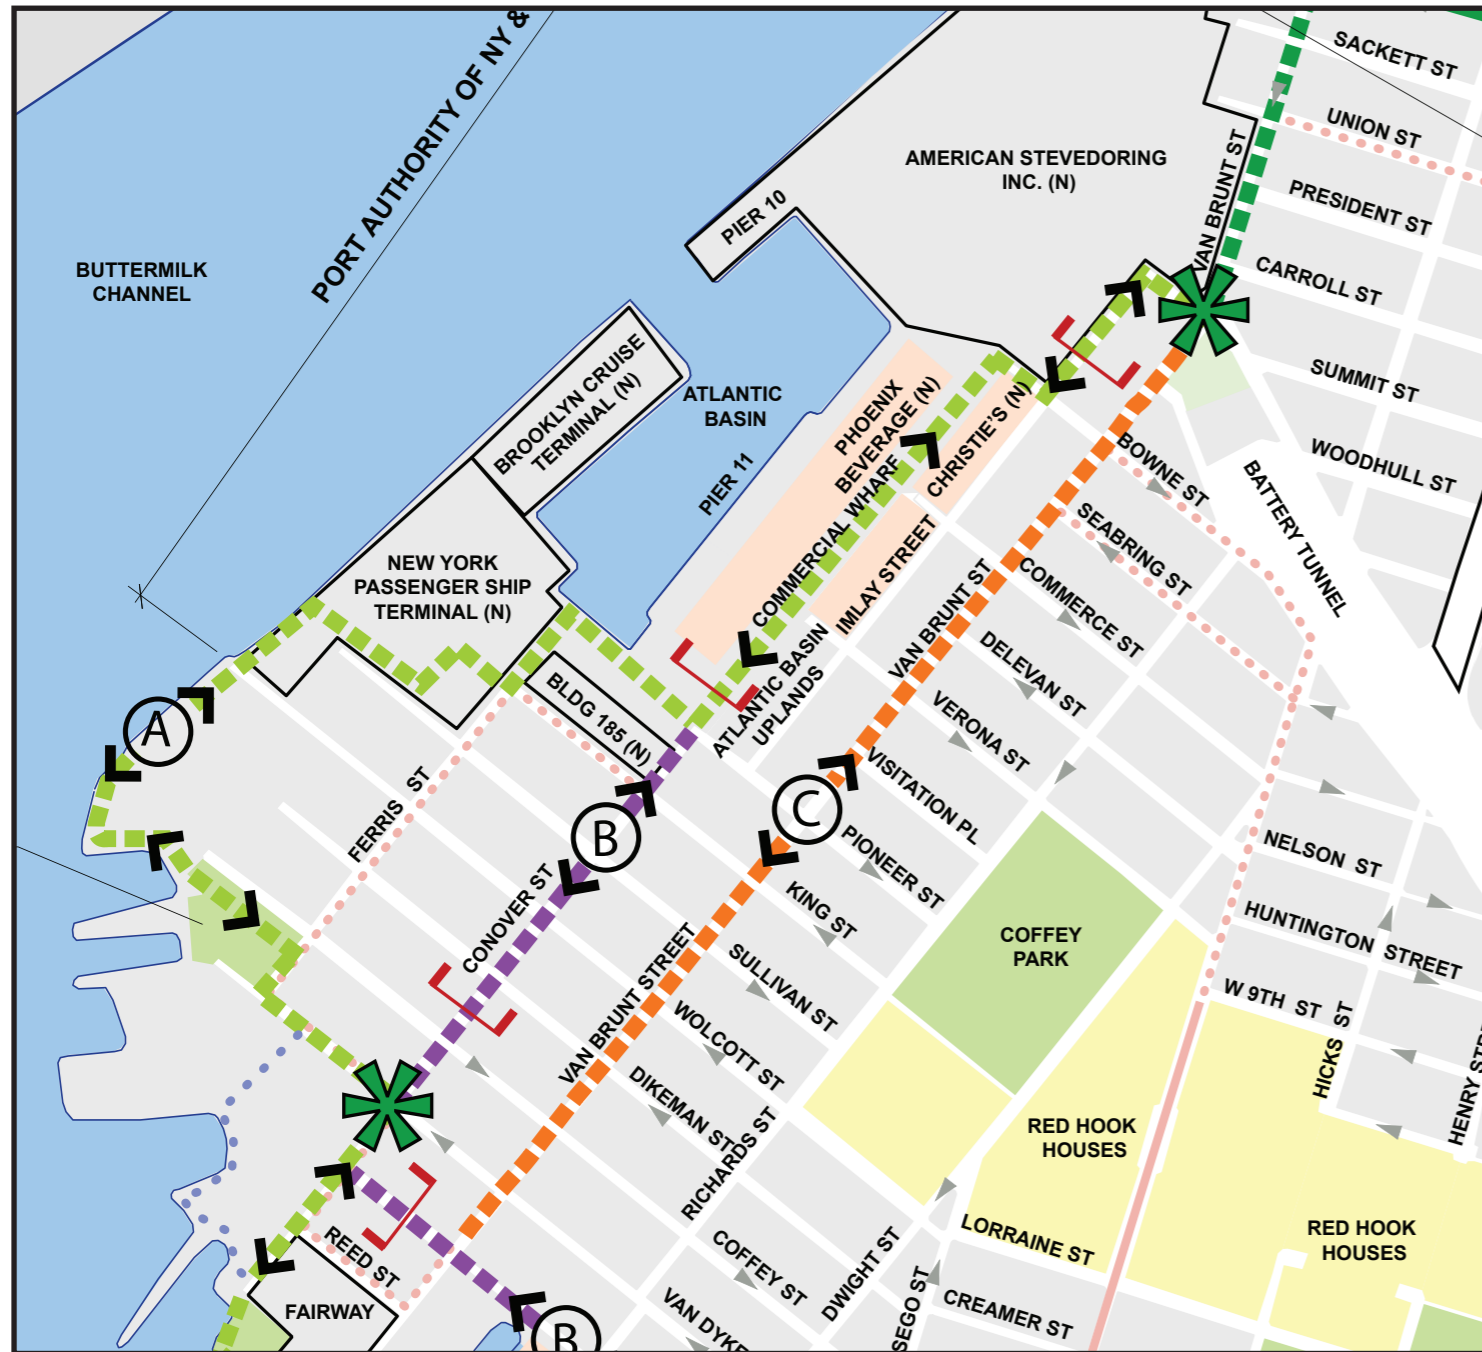 PORT AUTHORITY OF NY &
SACKETT ST
UNION ST
VAN BRUNT ST
PRESIDENT ST
AMERICAN STEVEDORING
INC. (N)
PIER 10
CARROLL ST
BUTTERMILK
CHANNEL
SUMMIT ST
BROOKLYN CRUISE
TERMINAL (N)
ATLANTIC
BASIN
PHOENIX
BEVERAGE (N)
CHRISTIE'S (N)
BOWNE ST
WOODHULL ST
BATTERY TUNNEL
PIER 11
COMMERCIAL WHARF
IMLAY STREET
SEABRING ST
NEW YORK
PASSENGER SHIP
TERMINAL (N)
COMMERCE ST
VAN BRUNT ST
DELEVAN ST
ATLANTIC BASIN
UPLANDS
BLDG 185 (N)
VERONA ST
A
VISITATION PL
B
C
FERRIS ST
PIONEER ST
NELSON ST
KING ST
CONOVER ST
HUNTINGTON STREET
COFFEY
PARK
SULLIVAN ST
VAN BRUNT STREET
W 9TH ST
WOLCOTT ST
HICKS ST
HENRY STR
DIKEMAN ST
RED HOOK
HOUSES
RICHARDS ST
RED HOOK
HOUSES
LORRAINE ST
REED ST
COFFEY ST
DWIGHT ST
FAIRWAY
SEGO ST
CREAMER ST
VAN DYKE
B